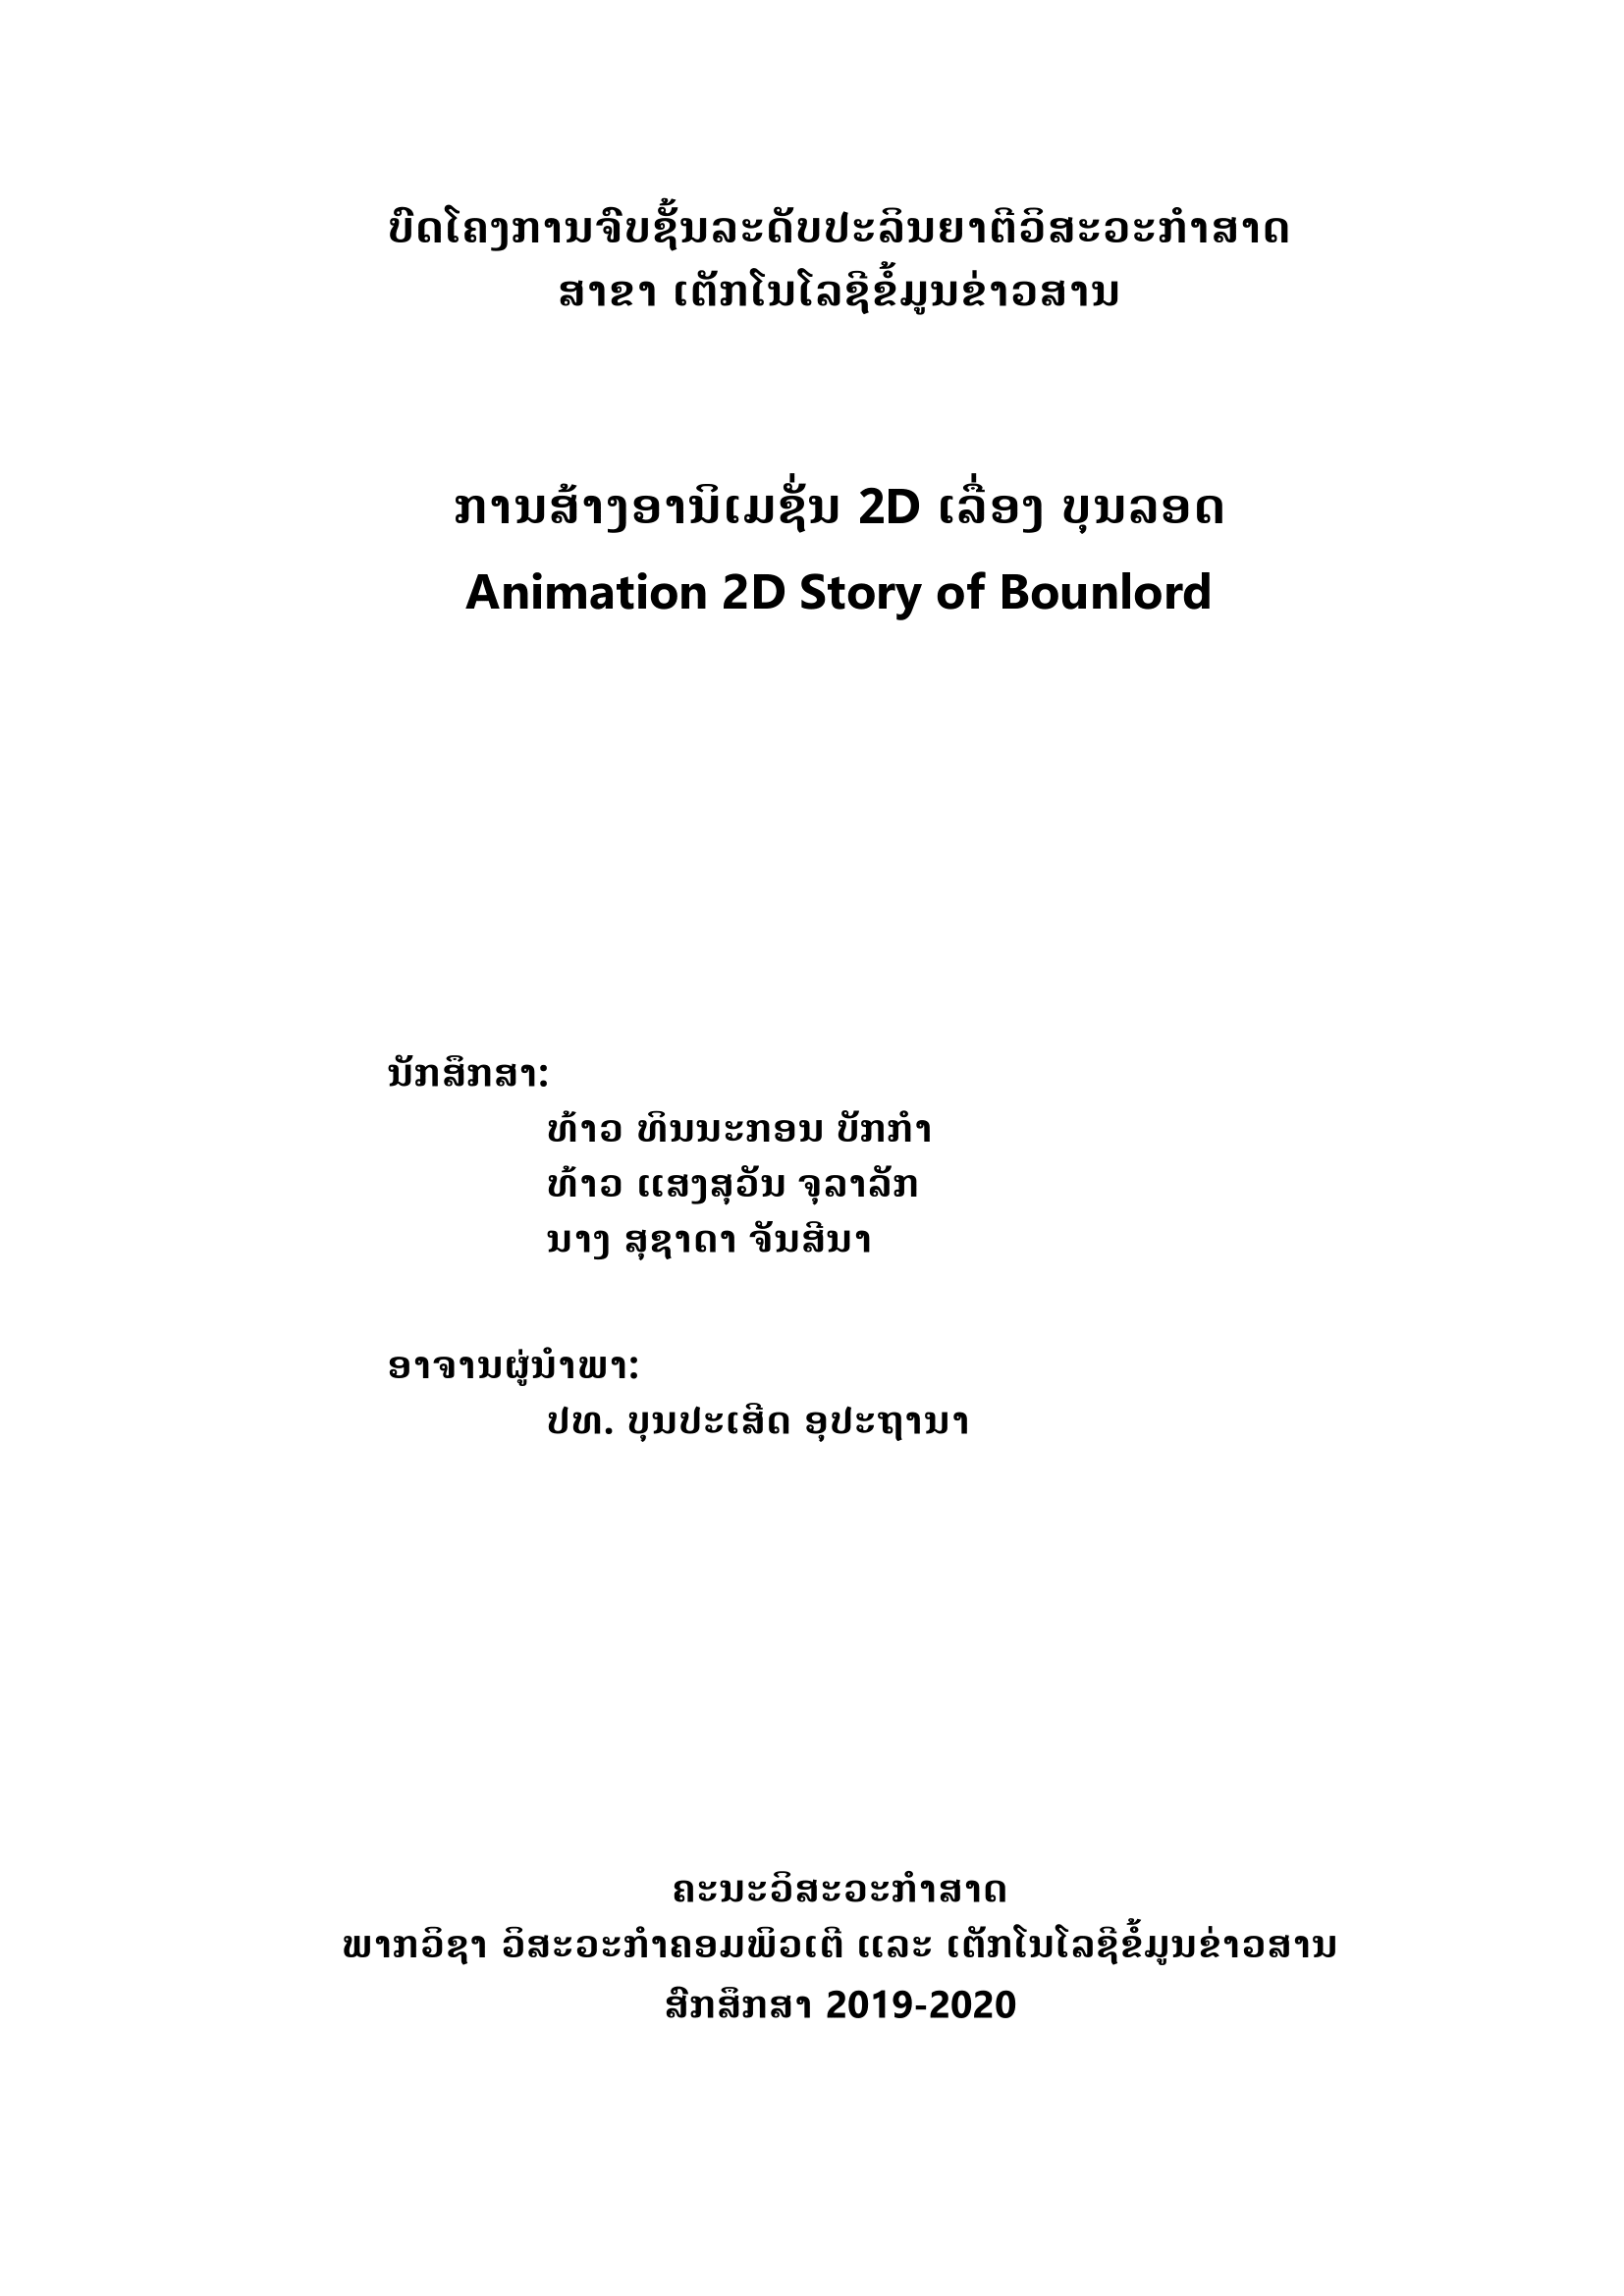 ບົດໂຄງການຈົບຊັ້ນລະດັບປະລິນຍາຕີວິສະວະກຳສາດ
ສາຂາ ເຕັກໂນໂລຊີຂໍ້ມູນຂ່າວສານ
ການສ້າງອານິເມຊັ່ນ 2D ເລື່ອງ ບຸນລອດ
Animation 2D Story of Bounlord
ນັກສຶກສາ:
ທ້າວ ທິນນະກອນ ບັກກຳ
ທ້າວ ແສງສຸວັນ ຈຸລາລັກ
ນາງ ສຸຊາດາ ຈັນສີນາ
ອາຈານຜູ່ນຳພາ:
ປທ. ບຸນປະເສີດ ອຸປະຖານາ
ຄະນະວິສະວະກຳສາດ
ພາກວິຊາ ວິສະວະກຳຄອມພິວເຕີ ແລະ ເຕັກໂນໂລຊີຂໍ້ມູນຂ່າວສານ
ສົກສຶກສາ 2019-2020